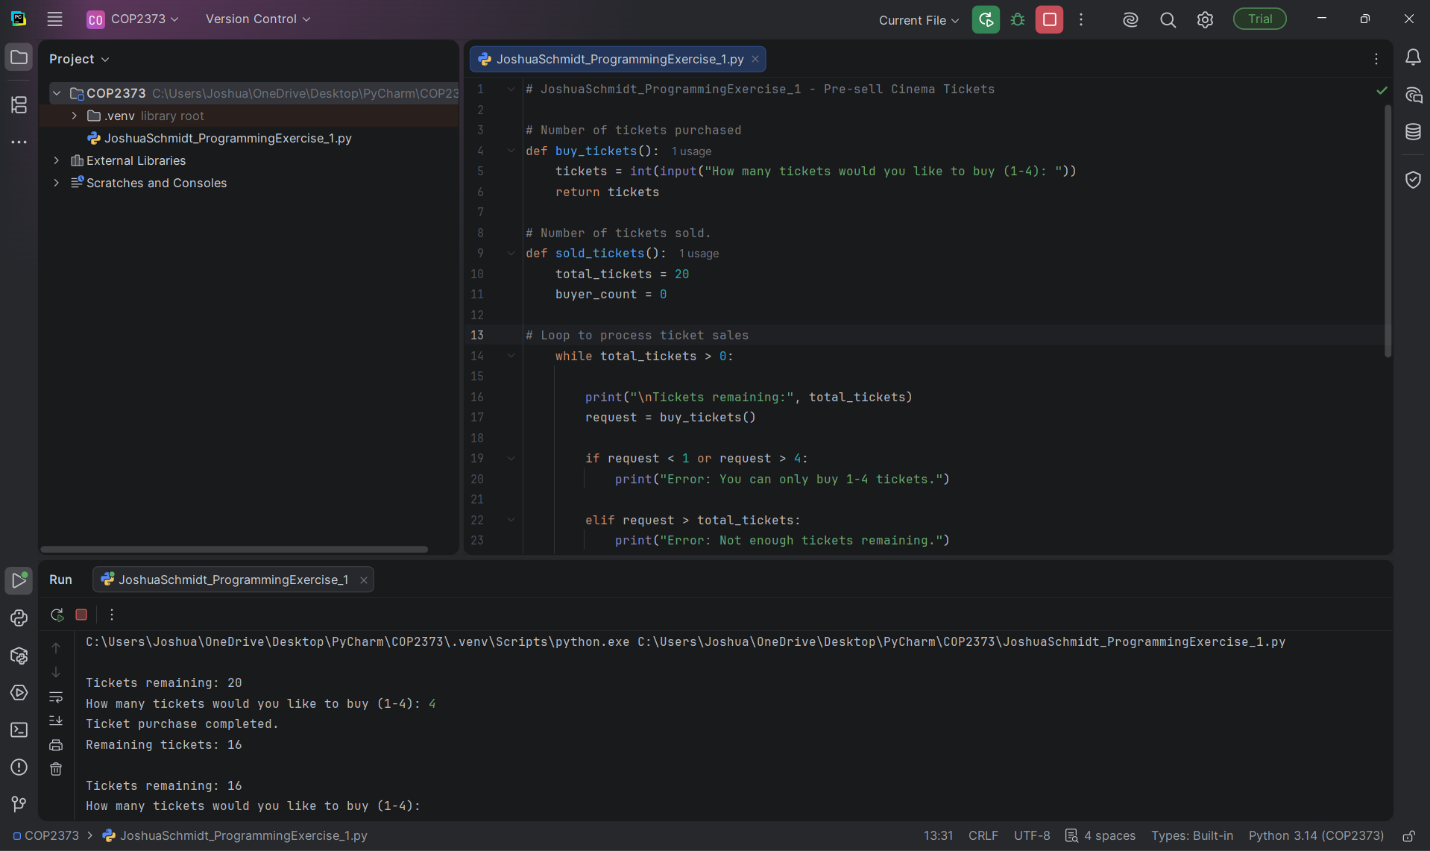 CO COP2373 Version Control Current File Trial
Project
COP2373 C:\Users\Joshua\OneDrive\Desktop\PyCharm\COP23
.venv library root
JoshuaSchmidt_ProgrammingExercise_1.py
External Libraries
Scratches and Consoles
JoshuaSchmidt_ProgrammingExercise_1.py
1 # JoshuaSchmidt_ProgrammingExercise_1 - Pre-sell Cinema Tickets
2
3 # Number of tickets purchased
4 def buy_tickets(): 1 usage
5     tickets = int(input("How many tickets would you like to buy (1-4): "))
6     return tickets
7
8 # Number of tickets sold.
9 def sold_tickets(): 1 usage
10     total_tickets = 20
11     buyer_count = 0
12
13 # Loop to process ticket sales
14     while total_tickets > 0:
15
16         print("\nTickets remaining:", total_tickets)
17         request = buy_tickets()
18
19         if request < 1 or request > 4:
20             print("Error: You can only buy 1-4 tickets.")
21
22         elif request > total_tickets:
23             print("Error: Not enough tickets remaining.")
Run JoshuaSchmidt_ProgrammingExercise_1
C:\Users\Joshua\OneDrive\Desktop\PyCharm\COP2373\.venv\Scripts\python.exe C:\Users\Joshua\OneDrive\Desktop\PyCharm\COP2373\JoshuaSchmidt_ProgrammingExercise_1.py
Tickets remaining: 20
How many tickets would you like to buy (1-4): 4
Ticket purchase completed.
Remaining tickets: 16
Tickets remaining: 16
How many tickets would you like to buy (1-4):
COP2373 > JoshuaSchmidt_ProgrammingExercise_1.py 13:31 CRLF UTF-8 4 spaces Types: Built-in Python 3.14 (COP2373)